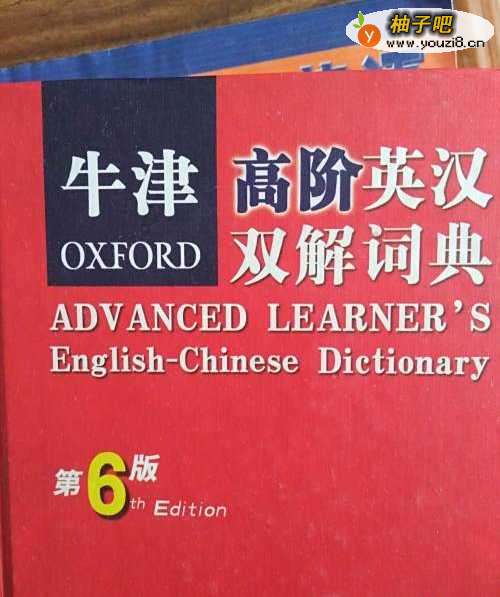 柚子吧
www.youzi8.cn
牛津 高阶英汉
OXFORD 双解词典
ADVANCED LEARNER'S
English-Chinese Dictionary
第6版
th Edition